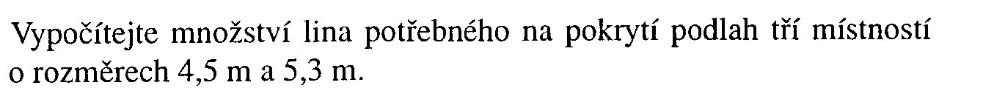 Vypočítejte množství lina potřebného na pokrytí podlah tří místností
o rozměrech 4,5 m a 5,3 m.